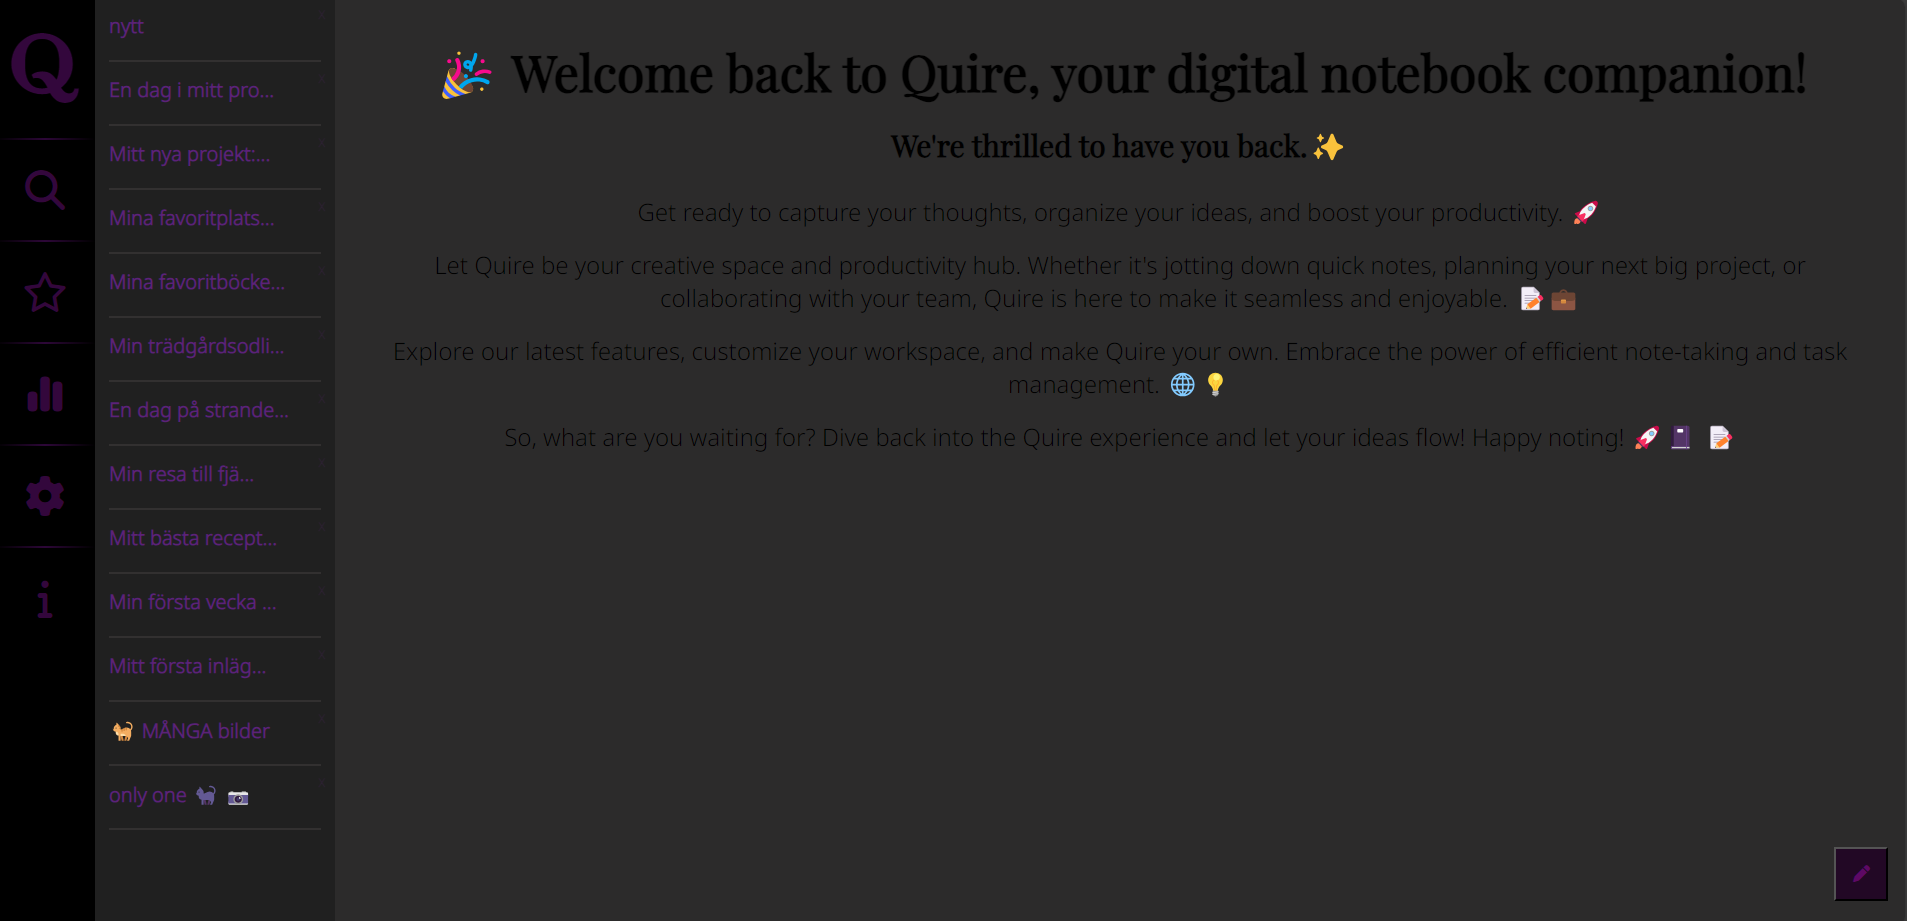 Q
nytt
En dag i mitt pro...
Mitt nya projekt:...
Mina favoritplats...
Mina favoritböcke...
Min trädgårdsodli...
En dag på strande...
Min resa till fjä...
Mitt bästa recept...
Min första vecka ...
Mitt första inläg...
🐈 MÅNGA bilder
only one 🐈‍⬛ 📷
🎉 Welcome back to Quire, your digital notebook companion!
We're thrilled to have you back. ✨
Get ready to capture your thoughts, organize your ideas, and boost your productivity. 🚀
Let Quire be your creative space and productivity hub. Whether it's jotting down quick notes, planning your next big project, or
collaborating with your team, Quire is here to make it seamless and enjoyable. 📝 💼
Explore our latest features, customize your workspace, and make Quire your own. Embrace the power of efficient note-taking and task
management. 🌐 💡
So, what are you waiting for? Dive back into the Quire experience and let your ideas flow! Happy noting! 🚀 📓 📝